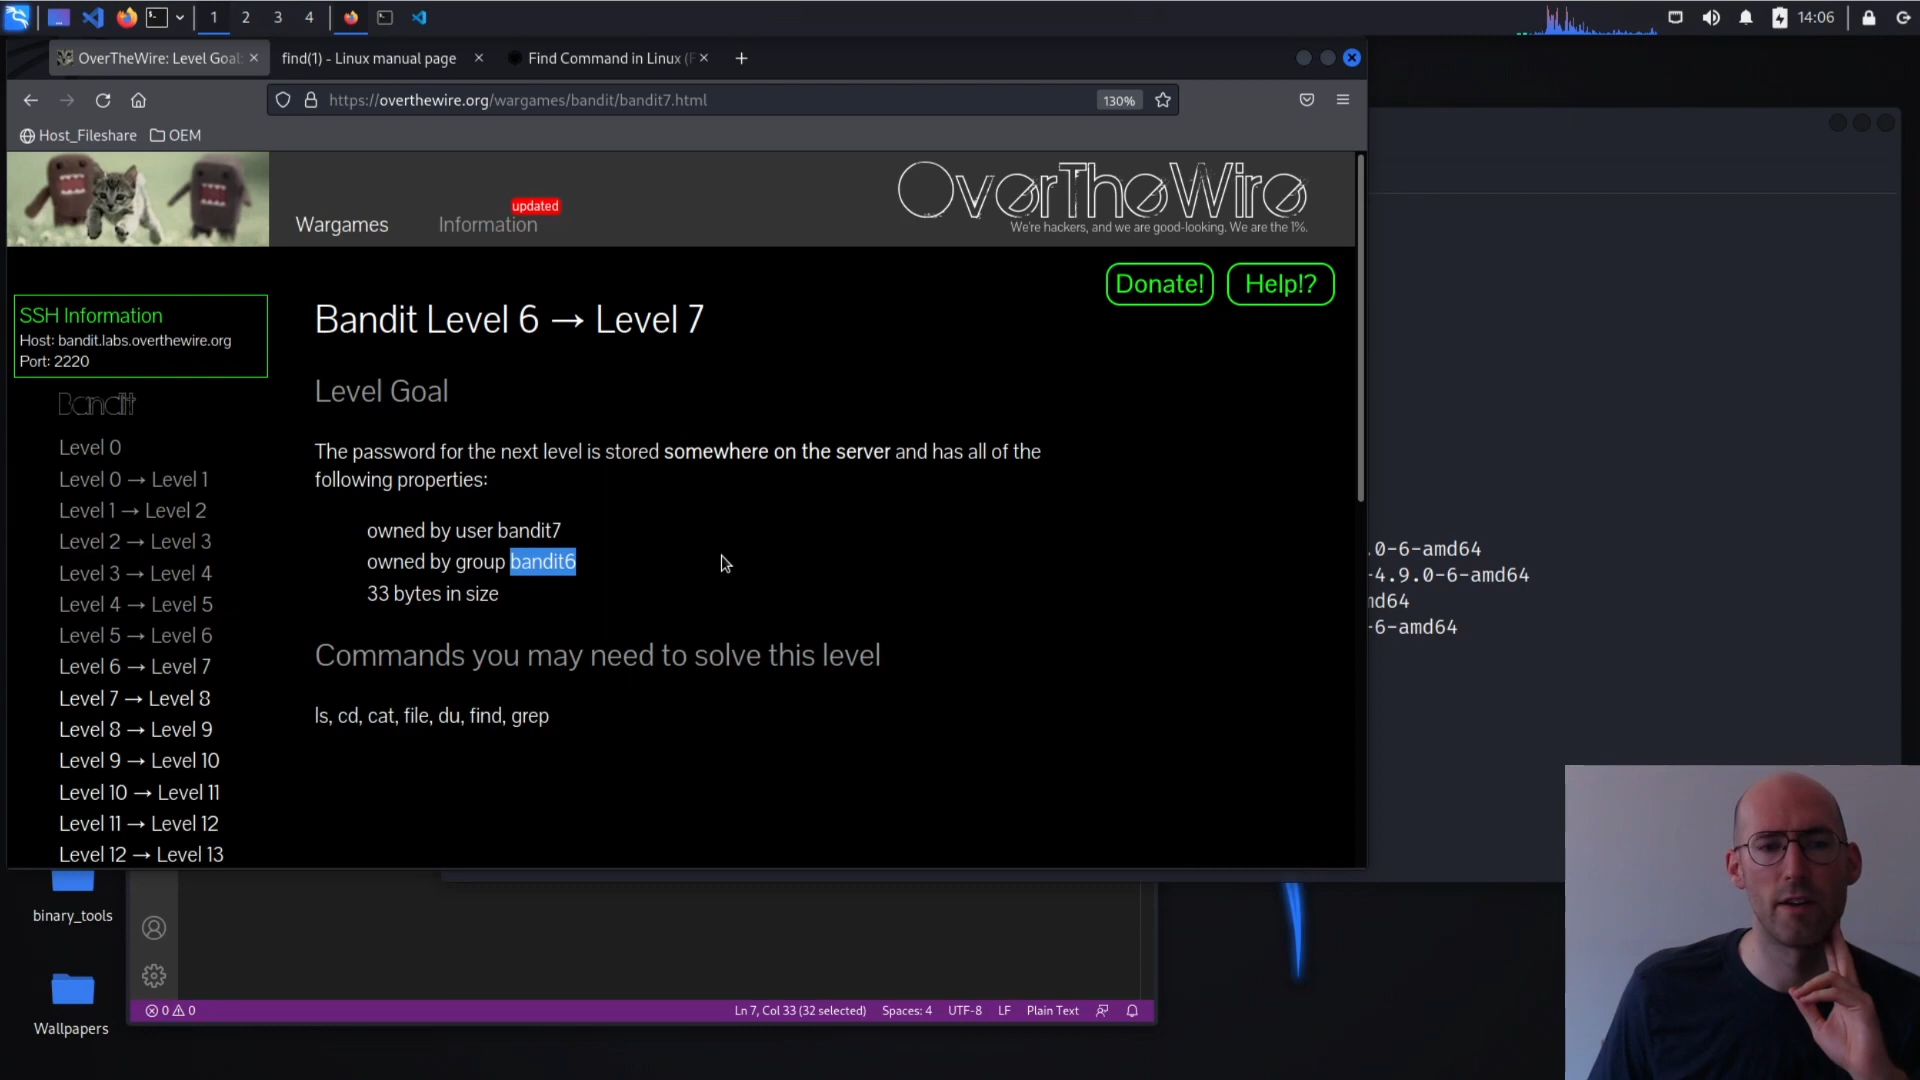 1
2
3
4
14:06
OverTheWire: Level Goal
find(1) - Linux manual page
Find Command in Linux (F
https://overthewire.org/wargames/bandit/bandit7.html
130%
Host_Fileshare
OEM
Wargames
Information
updated
OverTheWire
We're hackers, and we are good-looking. We are the 1%.
Donate!
Help!?
SSH Information
Host: bandit.labs.overthewire.org
Port: 2220
Bandit
Level 0
Level 0 → Level 1
Level 1 → Level 2
Level 2 → Level 3
Level 3 → Level 4
Level 4 → Level 5
Level 5 → Level 6
Level 6 → Level 7
Level 7 → Level 8
Level 8 → Level 9
Level 9 → Level 10
Level 10 → Level 11
Level 11 → Level 12
Level 12 → Level 13
Bandit Level 6 → Level 7
Level Goal
The password for the next level is stored somewhere on the server and has all of the
following properties:
owned by user bandit7
owned by group bandit6
33 bytes in size
Commands you may need to solve this level
ls, cd, cat, file, du, find, grep
.0-6-amd64
-4.9.0-6-amd64
md64
-6-amd64
binary_tools
Wallpapers
0 0
Ln 7, Col 33 (32 selected)
Spaces: 4
UTF-8
LF
Plain Text